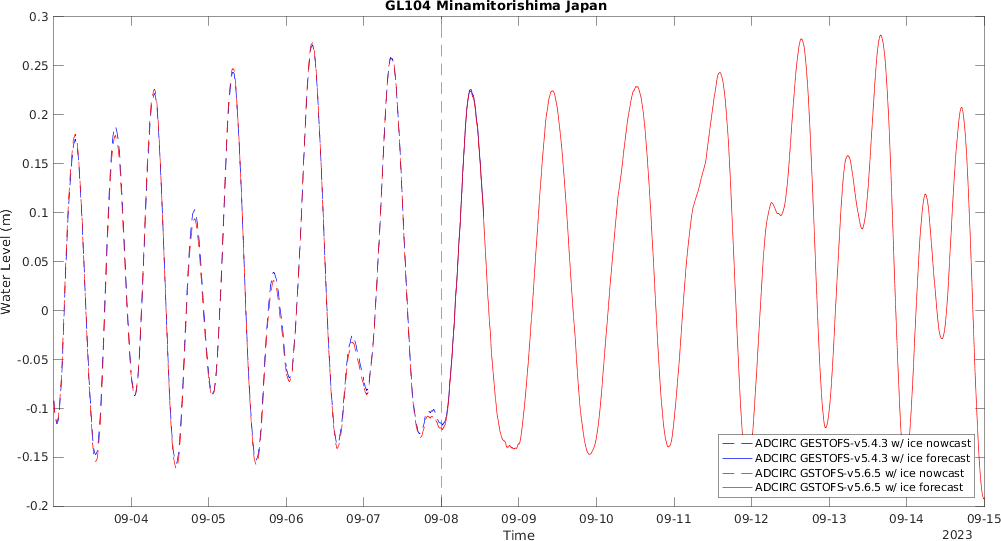 GL104 Minamitorishima Japan
0.3
0.25
0.2
0.15
0.1
0.05
0
-0.05
-0.1
-0.15
-0.2
Water Level (m)
ADCIRC GESTOFS-v5.4.3 w/ ice nowcast
ADCIRC GESTOFS-v5.4.3 w/ ice forecast
ADCIRC GSTOFS-v5.6.5 w/ ice nowcast
ADCIRC GSTOFS-v5.6.5 w/ ice forecast
09-04 09-05 09-06 09-07 09-08 09-09 09-10 09-11 09-12 09-13 09-14 09-15
Time
2023